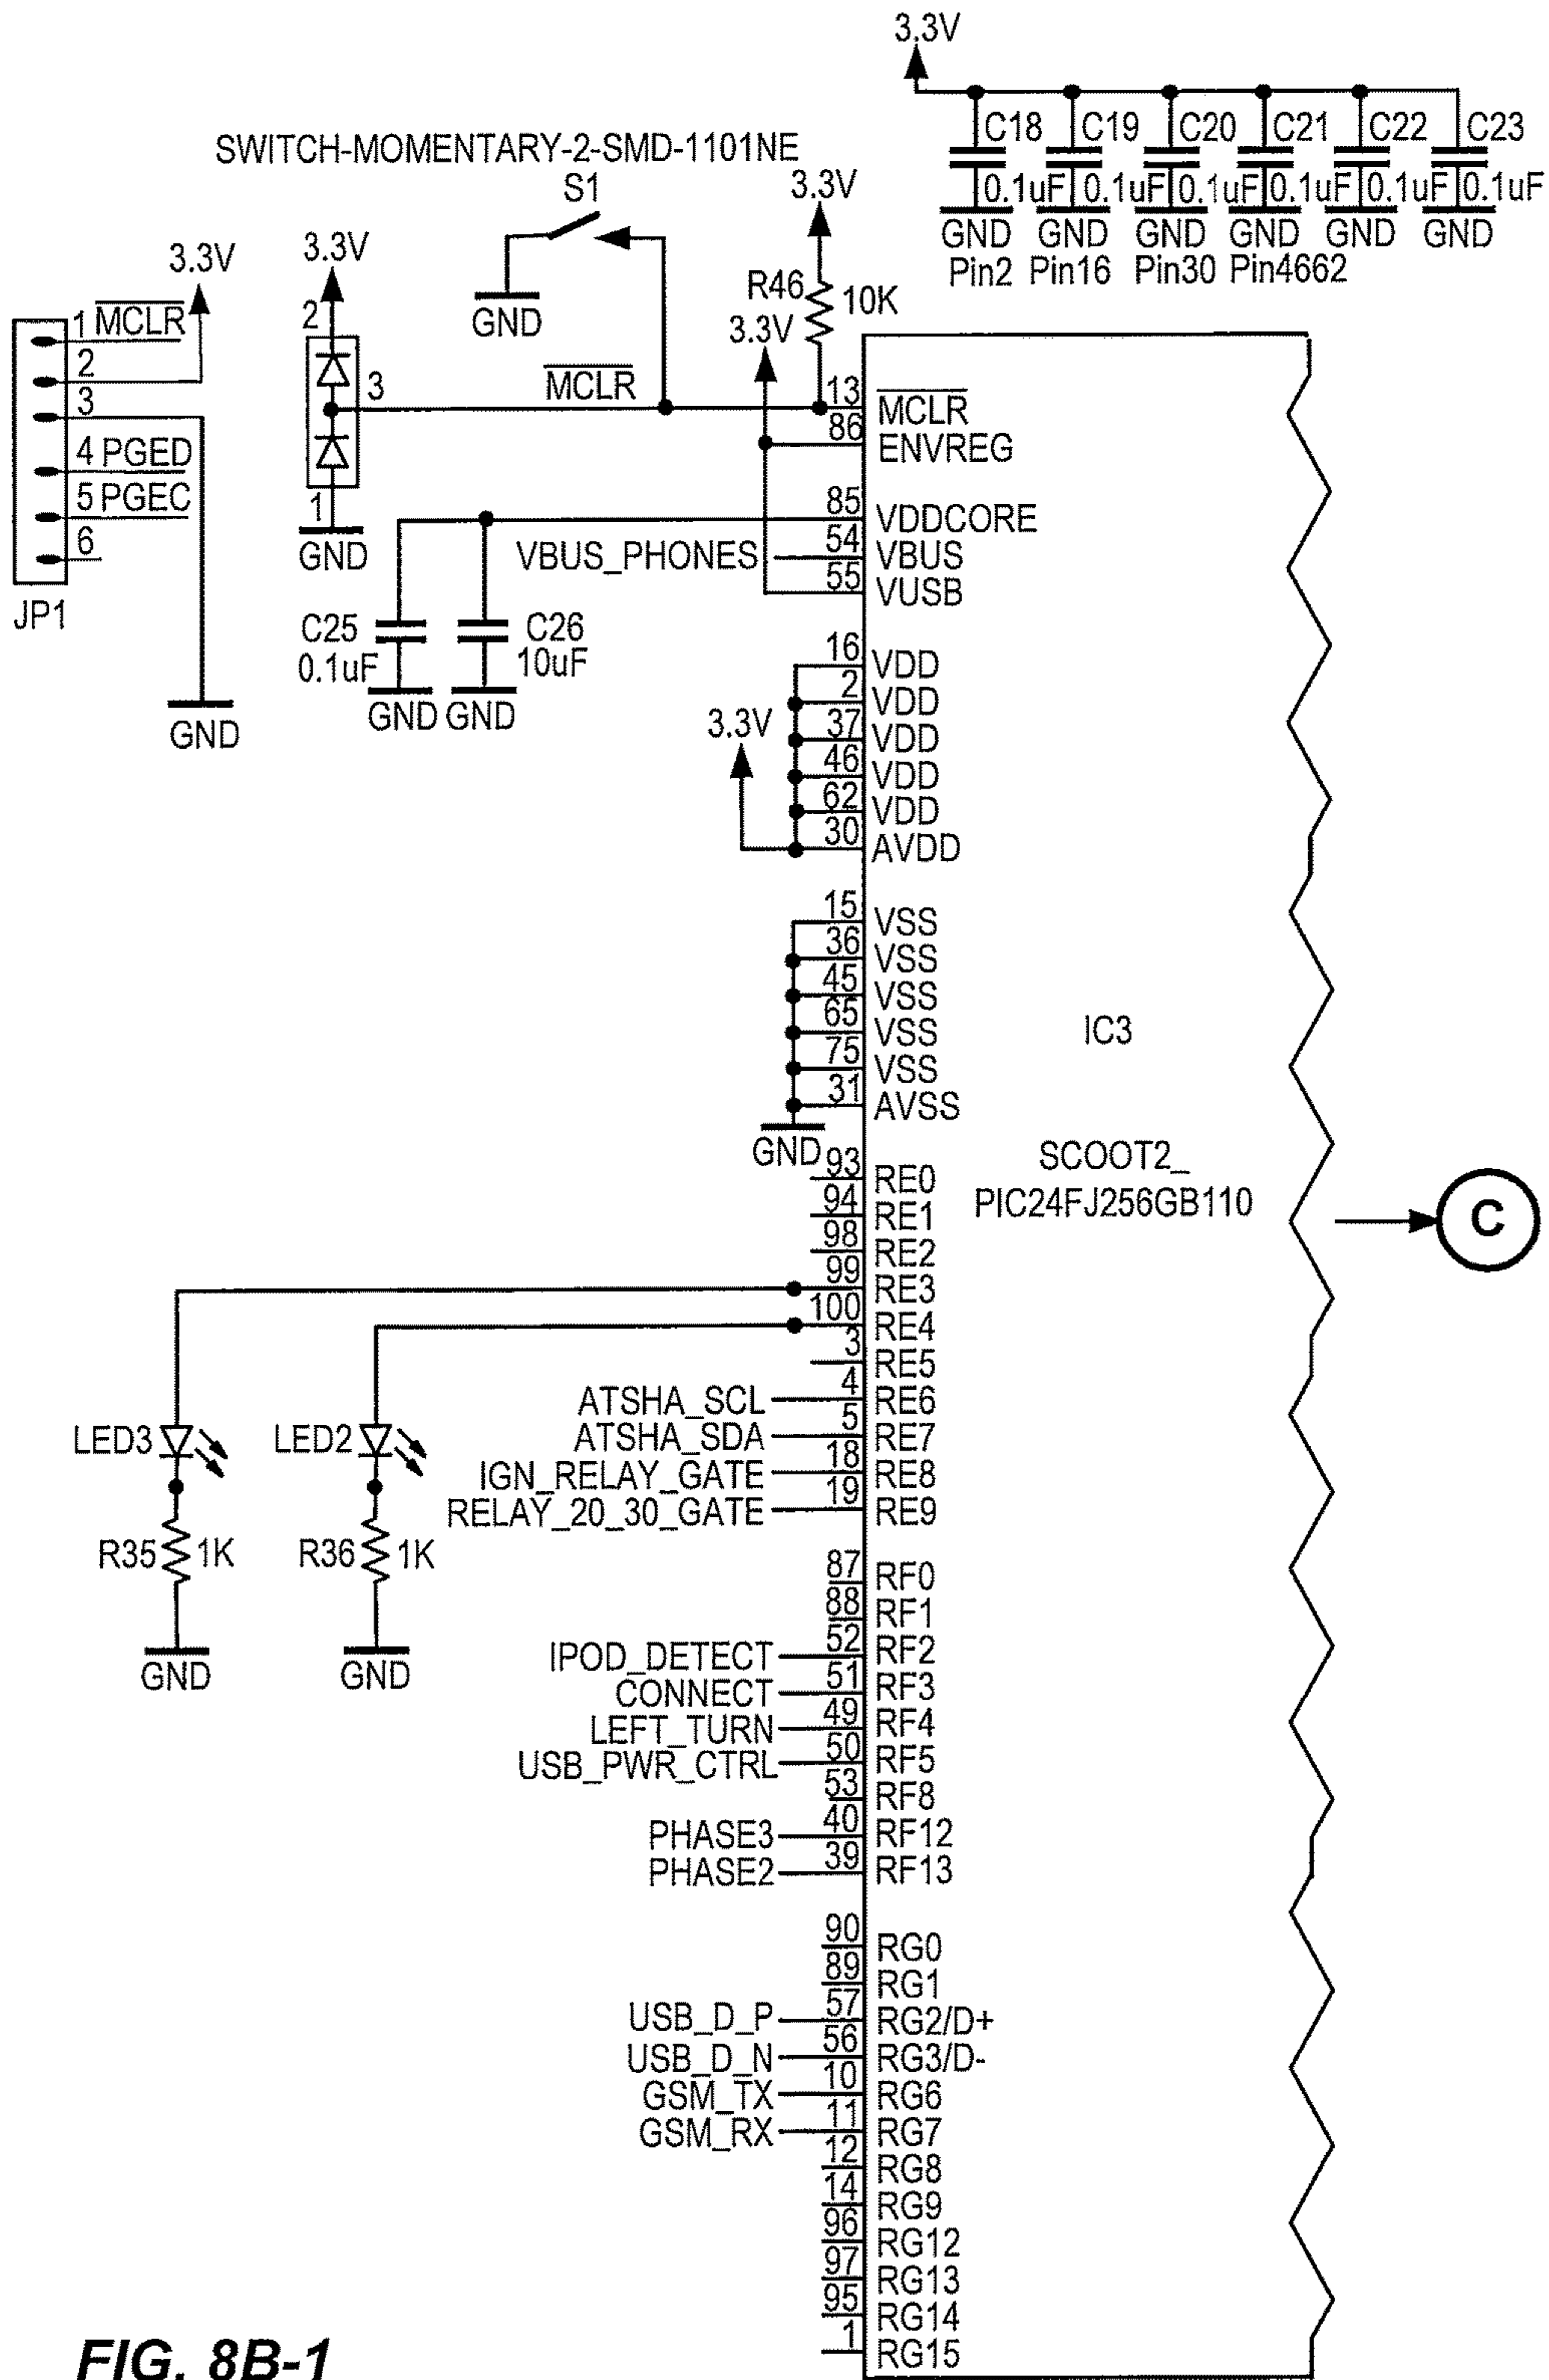 3.3V
C18 C19 C20 C21 C22 C23
0.1uF 0.1uF 0.1uF 0.1uF 0.1uF 0.1uF
GND GND GND GND GND GND
Pin2 Pin16 Pin30 Pin4662
SWITCH-MOMENTARY-2-SMD-1101NE
S1
GND
3.3V
R46 10K
3.3V
3.3V
2
3
1
GND
MCLR
3.3V
1 MCLR
2
3
4 PGED
5 PGEC
6
JP1
GND
C25
0.1uF
GND
C26
10uF
GND
VBUS_PHONES
3.3V
13 MCLR
86 ENVREG
85 VDDCORE
54 VBUS
55 VUSB
16 VDD
2 VDD
37 VDD
46 VDD
62 VDD
30 AVDD
15 VSS
36 VSS
45 VSS
65 VSS
75 VSS
31 AVSS
GND
IC3
SCOOT2_
PIC24FJ256GB110
C
93 RE0
94 RE1
98 RE2
99 RE3
100 RE4
3 RE5
ATSHA_SCL 4 RE6
ATSHA_SDA 5 RE7
IGN_RELAY_GATE 18 RE8
RELAY_20_30_GATE 19 RE9
LED3
R35 1K
GND
LED2
R36 1K
GND
87 RF0
88 RF1
IPOD_DETECT 52 RF2
CONNECT 51 RF3
LEFT_TURN 49 RF4
USB_PWR_CTRL 50 RF5
53 RF8
PHASE3 40 RF12
PHASE2 39 RF13
90 RG0
89 RG1
USB_D_P 57 RG2/D+
USB_D_N 56 RG3/D-
GSM_TX 10 RG6
GSM_RX 11 RG7
12 RG8
14 RG9
96 RG12
97 RG13
95 RG14
1 RG15
FIG. 8B-1